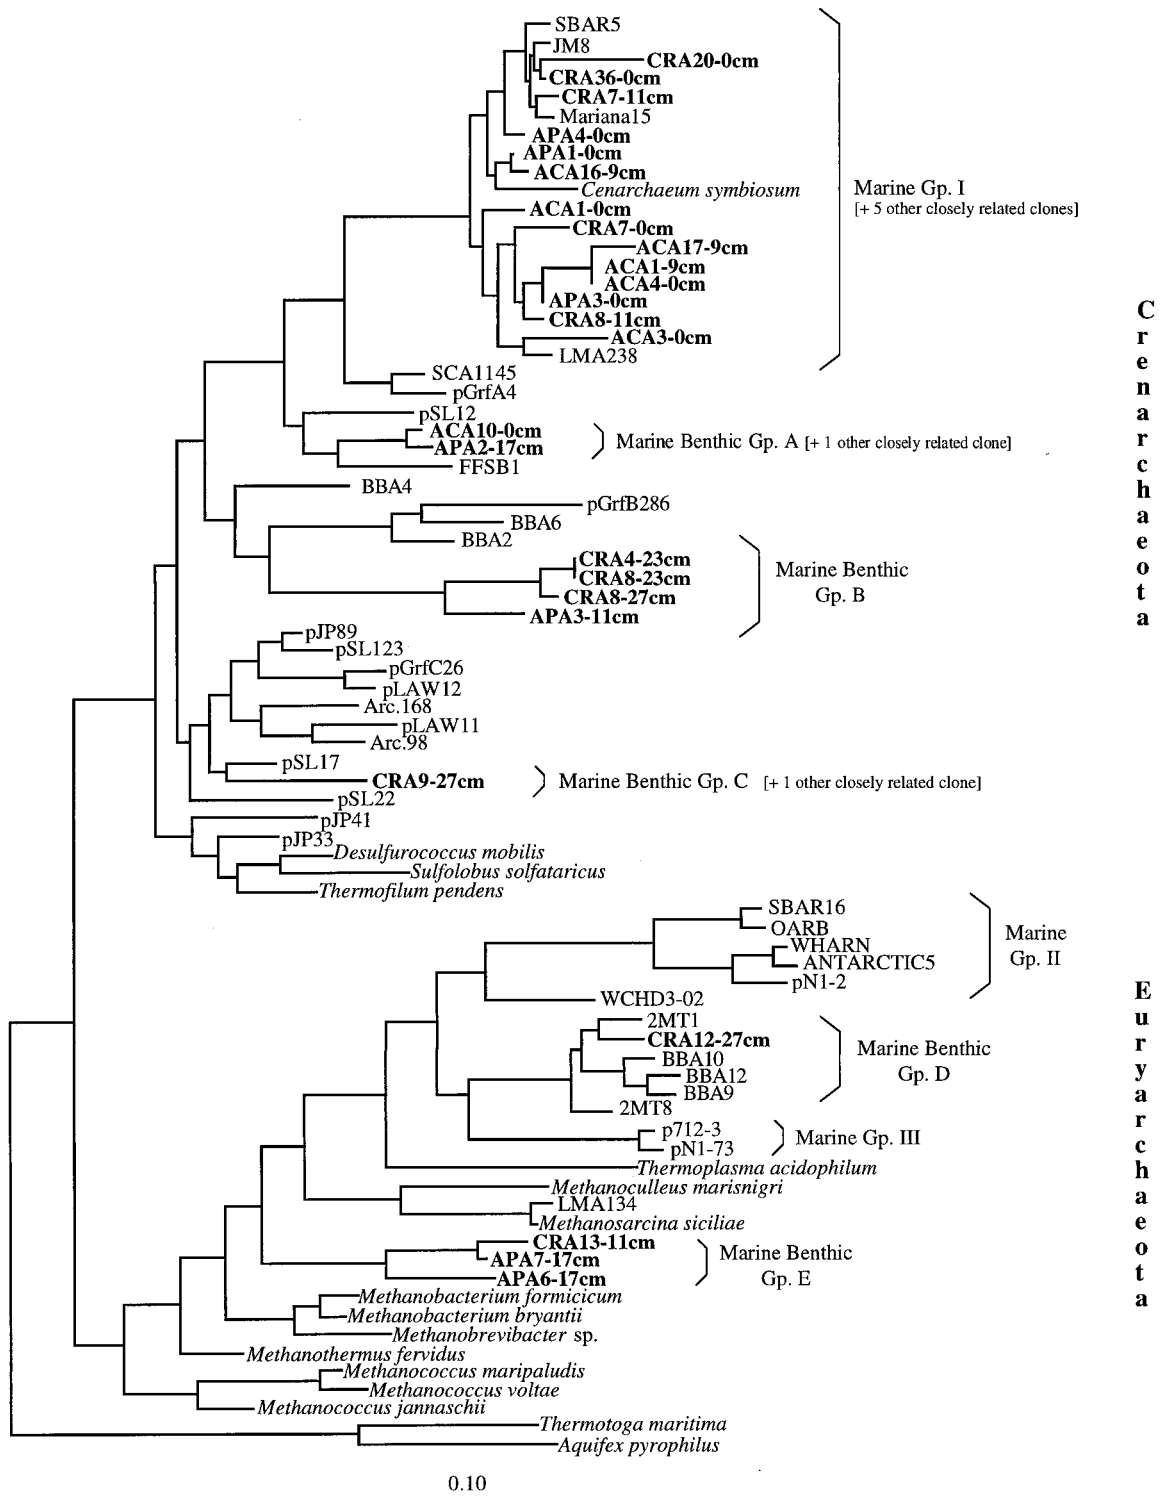 SBAR5
JM8
CRA20-0cm
CRA36-0cm
CRA7-11cm
Mariana15
APA4-0cm
APA1-0cm
ACA16-9cm
Cenarchaeum symbiosum
Marine Gp. I
[+ 5 other closely related clones]
ACA1-0cm
CRA7-0cm
ACA17-9cm
ACA1-9cm
ACA4-0cm
APA3-0cm
CRA8-11cm
ACA3-0cm
LMA238
SCA1145
pGrfA4
pSL12
ACA10-0cm
APA2-17cm
Marine Benthic Gp. A [+ 1 other closely related clone]
FFSB1
BBA4
pGrfB286
BBA6
BBA2
CRA4-23cm
CRA8-23cm
CRA8-27cm
APA3-11cm
Marine Benthic
Gp. B
pJP89
pSL123
pGrfC26
pLAW12
Arc.168
pLAW11
Arc.98
pSL17
CRA9-27cm
Marine Benthic Gp. C [+ 1 other closely related clone]
pSL22
pJP41
pJP33
Desulfurococcus mobilis
Sulfolobus solfataricus
Thermofilum pendens
Crenarchaeota
SBAR16
OARB
WHARN
ANTARCTIC5
pN1-2
Marine
Gp. II
WCHD3-02
2MT1
CRA12-27cm
BBA10
BBA12
BBA9
2MT8
Marine Benthic
Gp. D
p712-3
pN1-73
Marine Gp. III
Thermoplasma acidophilum
Methanoculleus marisnigri
LMA134
Methanosarcina siciliae
CRA13-11cm
APA7-17cm
APA6-17cm
Marine Benthic
Gp. E
Methanobacterium formicicum
Methanobacterium bryantii
Methanobrevibacter sp.
Methanothermus fervidus
Methanococcus maripaludis
Methanococcus voltae
Methanococcus jannaschii
Euryarchaeota
Thermotoga maritima
Aquifex pyrophilus
0.10